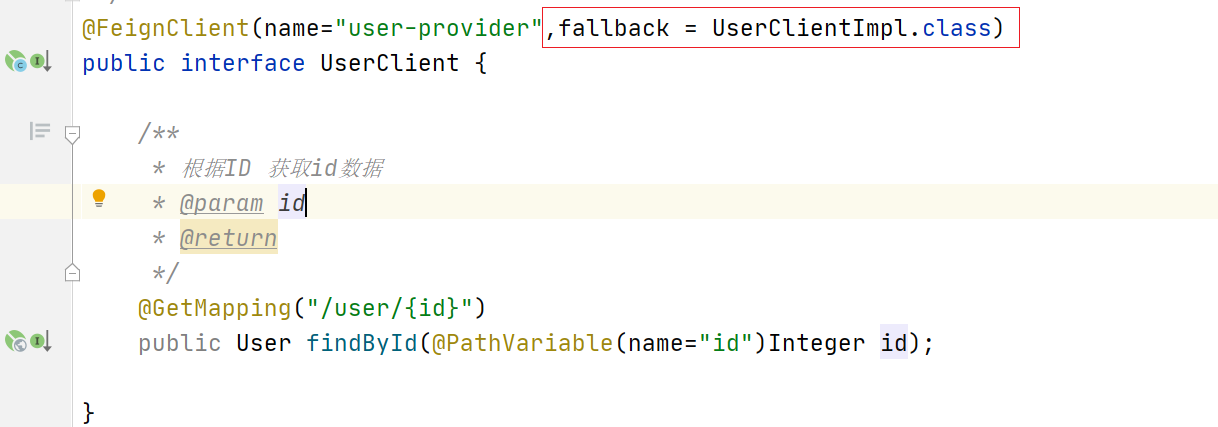 */
@FeignClient(name="user-provider",fallback = UserClientImpl.class)
public interface UserClient {
/**
* 根据ID 获取id数据
* @param id
* @return
*/
@GetMapping("/user/{id}")
public User findById(@PathVariable(name="id")Integer id);
}